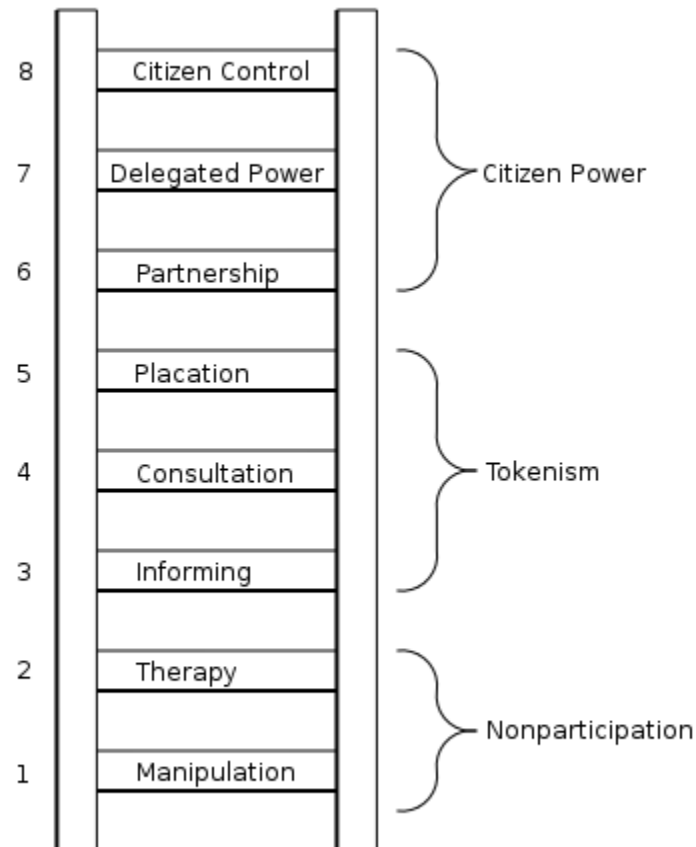 8 Citizen Control
7 Delegated Power
Citizen Power
6 Partnership
5 Placation
4 Consultation
Tokenism
3 Informing
2 Therapy
Nonparticipation
1 Manipulation